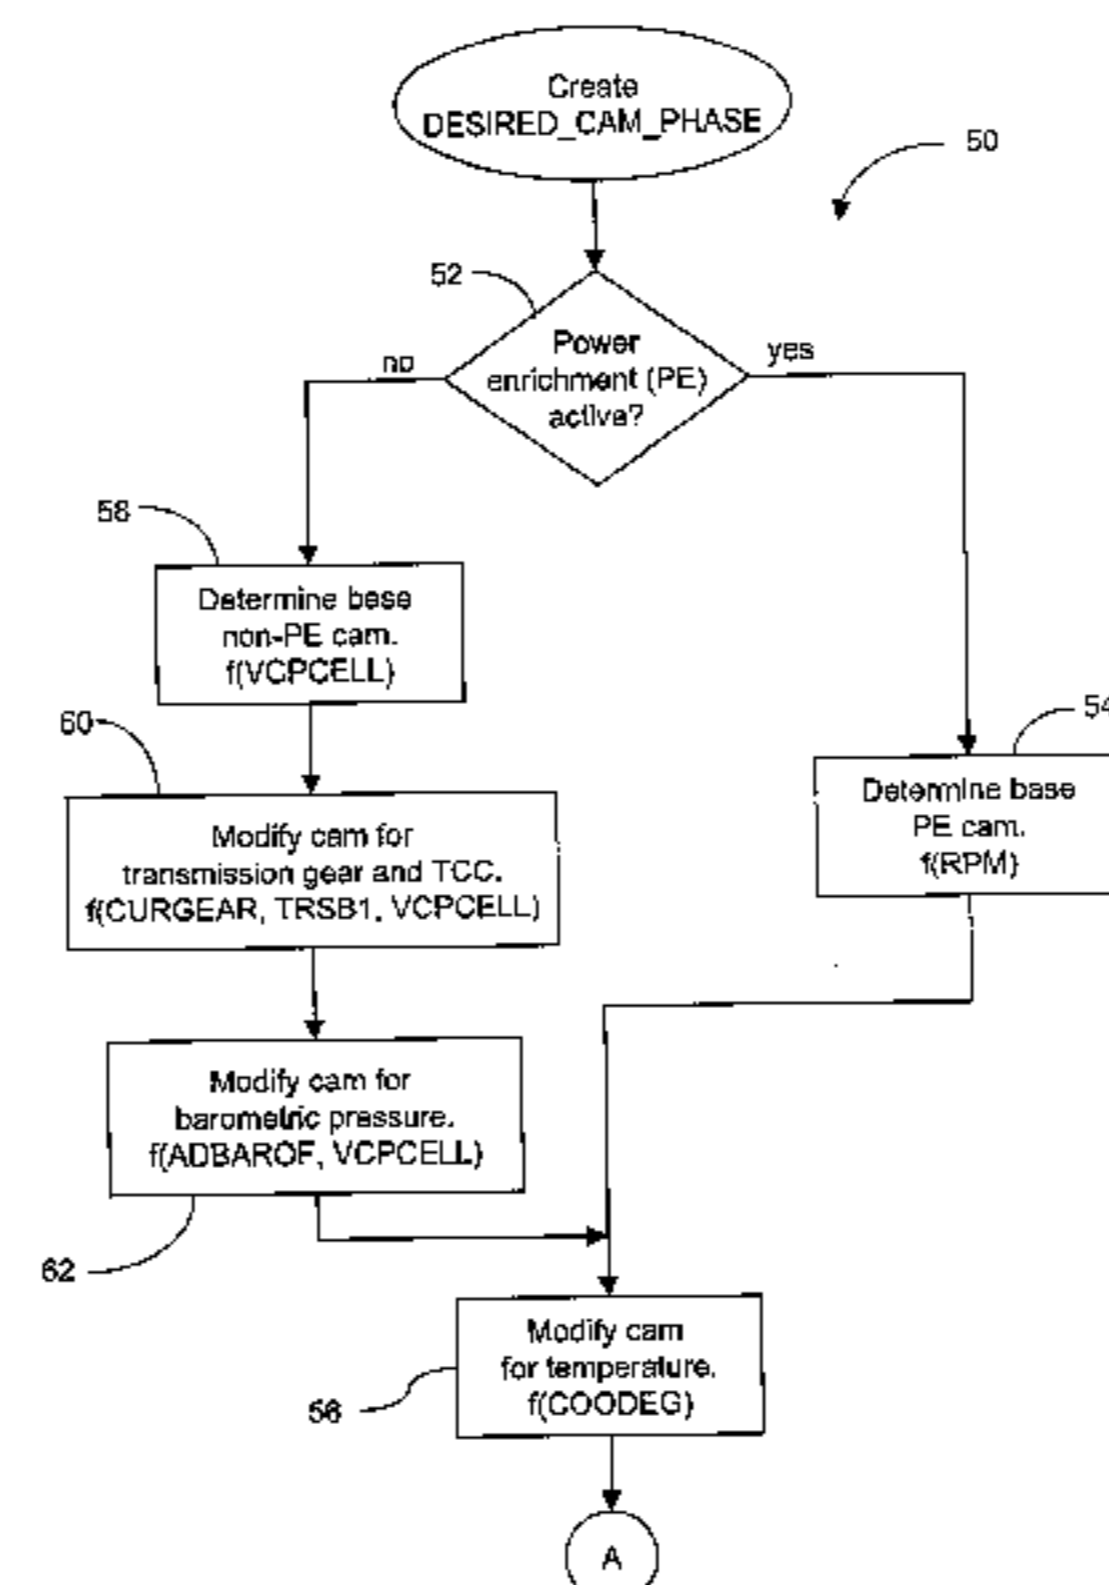 Create
DESIRED_CAM_PHASE
50
52
Power
enrichment (PE)
active?
no
yes
58
Determine base
non-PE cam.
f(VCPCELL)
60
Modify cam for
transmission gear and TCC.
f(CURGEAR, TRSB1, VCPCELL)
54
Determine base
PE cam.
f(RPM)
Modify cam for
barometric pressure.
f(ADBAROF, VCPCELL)
62
Modify cam
for temperature.
f(COODEG)
56
A